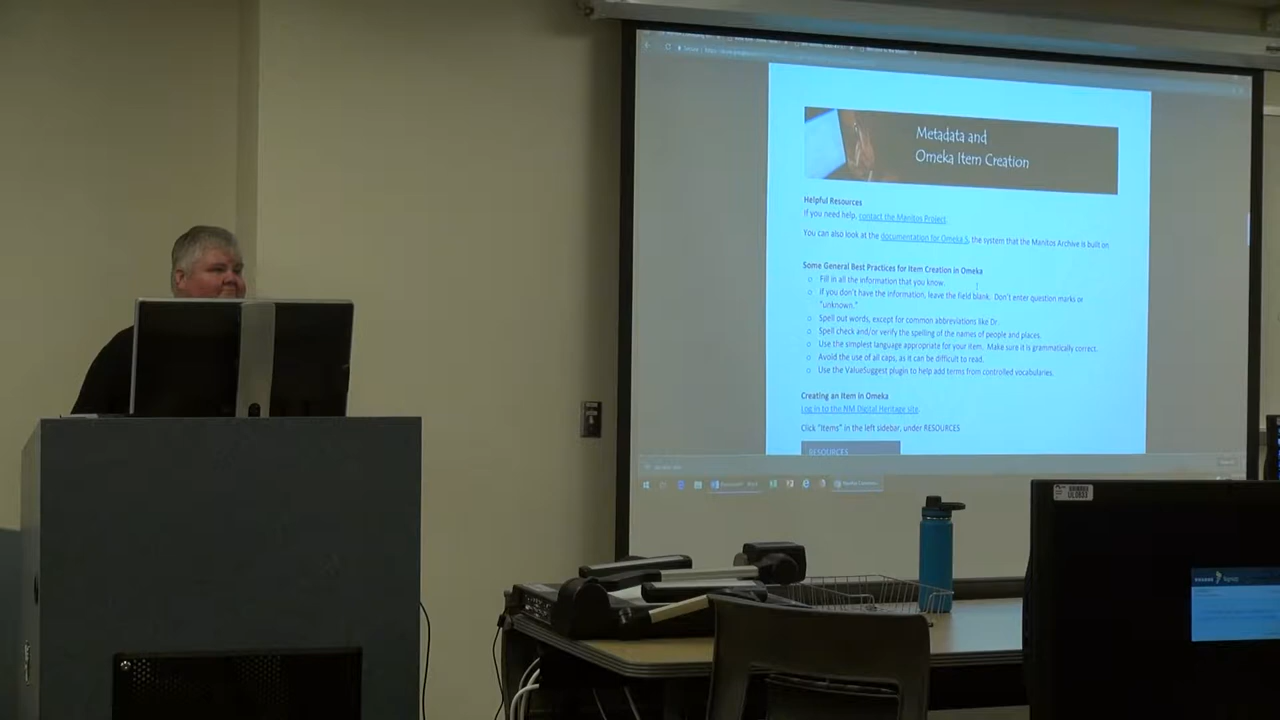 Metadata and
Omeka Item Creation
Helpful Resources
If you need help, contact the Manitos Project.
You can also look at the documentation for Omeka S, the system that the Manitos Archive is built on.
Some General Best Practices for Item Creation in Omeka
Fill in all the information that you know.
If you don't have the information, leave the field blank. Don't enter question marks or
"unknown."
Spell out words, except for common abbreviations like Dr.
Spell check and/or verify the spelling of the names of people and places.
Use the simplest language appropriate for your item. Make sure it is grammatically correct.
Avoid the use of all caps, as it can be difficult to read.
Use the ValueSuggest plugin to help add terms from controlled vocabularies.
Creating an Item in Omeka
Log in to the NM Digital Heritage site.
Click "Items" in the left sidebar, under RESOURCES
RESOURCES